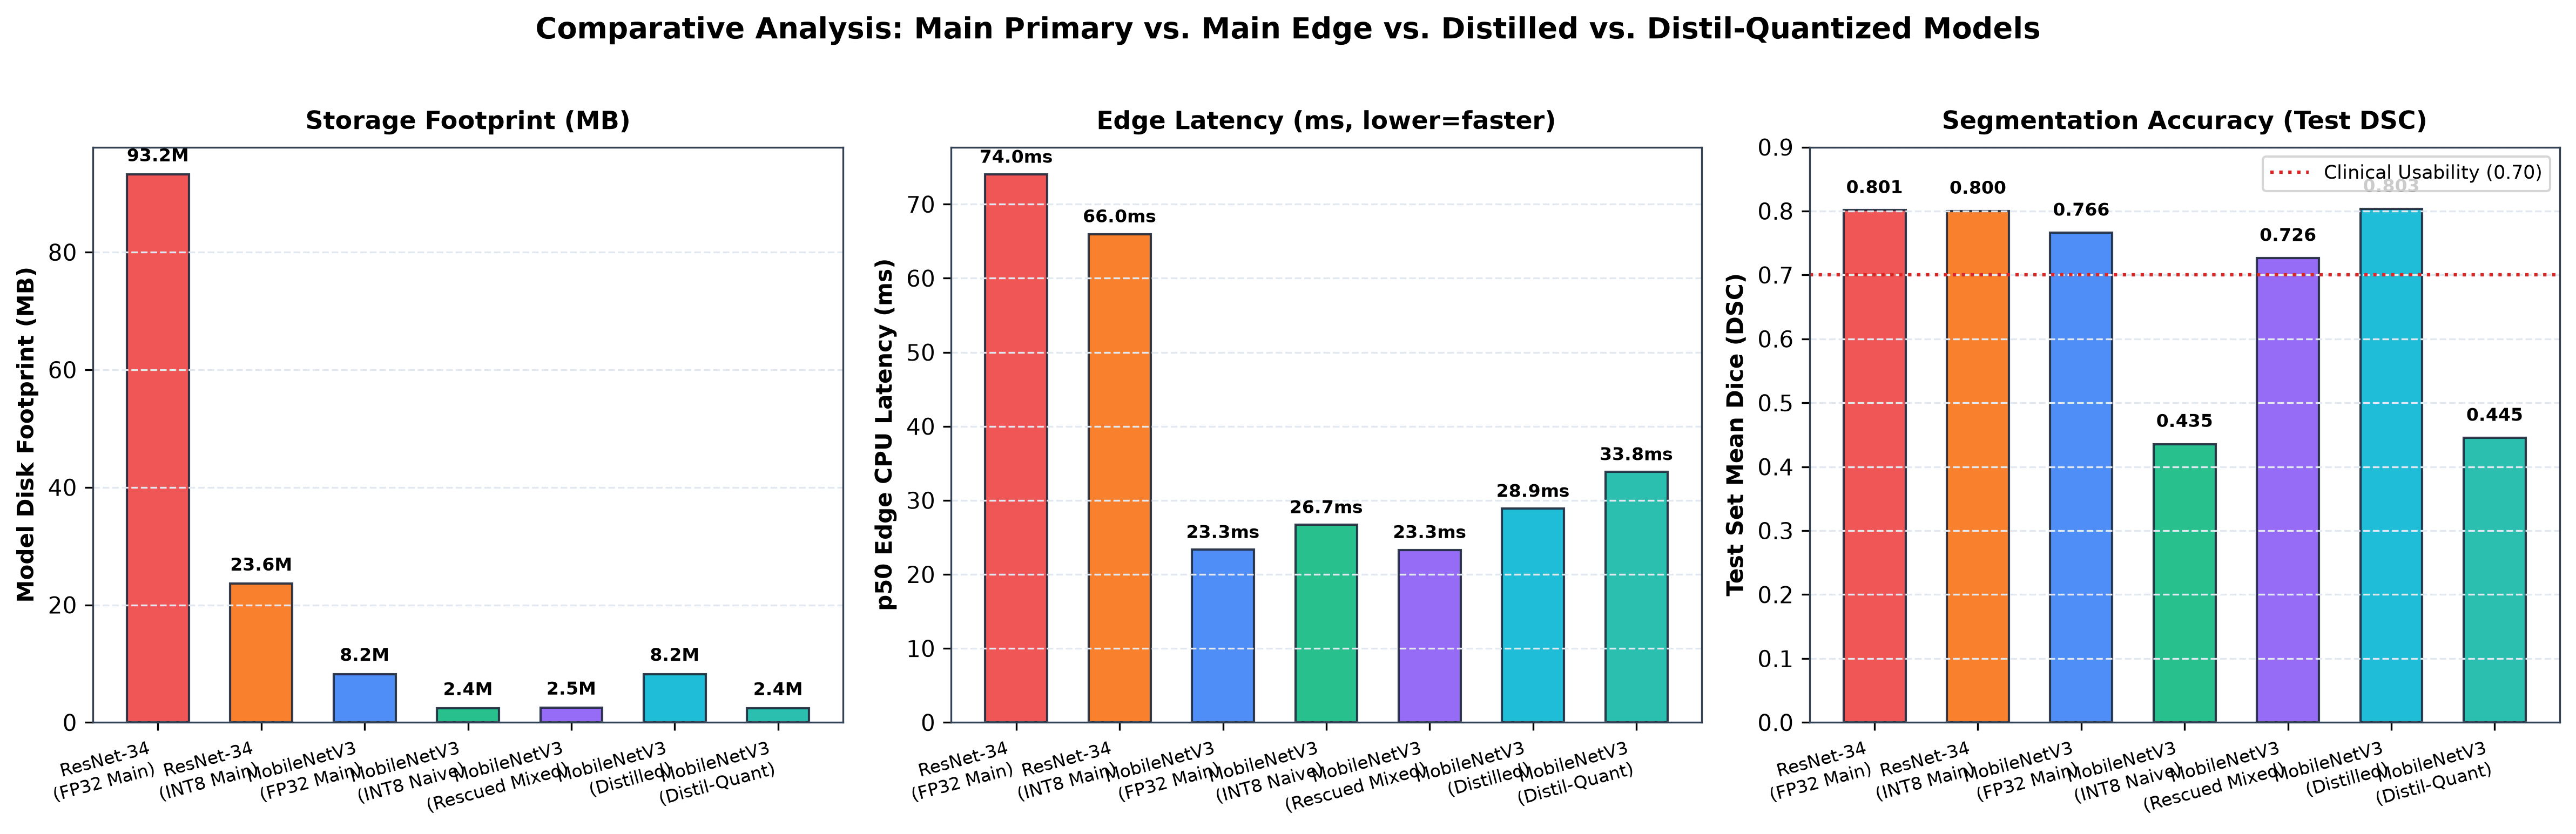 Comparative Analysis: Main Primary vs. Main Edge vs. Distilled vs. Distil-Quantized Models
Storage Footprint (MB)
Model Disk Footprint (MB)
80
60
40
20
0
93.2M
23.6M
8.2M
2.4M
2.5M
8.2M
2.4M
ResNet-34
(FP32 Main)
ResNet-34
(INT8 Main)
MobileNetV3
(FP32 Main)
MobileNetV3
(INT8 Naive)
MobileNetV3
(Rescued Mixed)
MobileNetV3
(Distilled)
MobileNetV3
(Distil-Quant)
Edge Latency (ms, lower=faster)
p50 Edge CPU Latency (ms)
70
60
50
40
30
20
10
0
74.0ms
66.0ms
23.3ms
26.7ms
23.3ms
28.9ms
33.8ms
ResNet-34
(FP32 Main)
ResNet-34
(INT8 Main)
MobileNetV3
(FP32 Main)
MobileNetV3
(INT8 Naive)
MobileNetV3
(Rescued Mixed)
MobileNetV3
(Distilled)
MobileNetV3
(Distil-Quant)
Segmentation Accuracy (Test DSC)
Test Set Mean Dice (DSC)
0.9
0.8
0.7
0.6
0.5
0.4
0.3
0.2
0.1
0.0
Clinical Usability (0.70)
0.801
0.800
0.766
0.435
0.726
0.803
0.445
ResNet-34
(FP32 Main)
ResNet-34
(INT8 Main)
MobileNetV3
(FP32 Main)
MobileNetV3
(INT8 Naive)
MobileNetV3
(Rescued Mixed)
MobileNetV3
(Distilled)
MobileNetV3
(Distil-Quant)